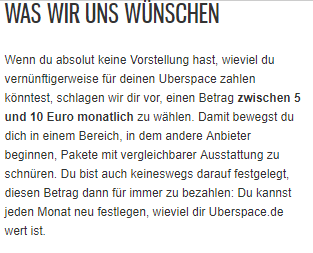 WAS WIR UNS WÜNSCHEN
Wenn du absolut keine Vorstellung hast, wieviel du
vernünftigerweise für deinen Uberspace zahlen
könntest, schlagen wir dir vor, einen Betrag zwischen 5
und 10 Euro monatlich zu wählen. Damit bewegst du
dich in einem Bereich, in dem andere Anbieter
beginnen, Pakete mit vergleichbarer Ausstattung zu
schnüren. Du bist auch keineswegs darauf festgelegt,
diesen Betrag dann für immer zu bezahlen: Du kannst
jeden Monat neu festlegen, wieviel dir Uberspace.de
wert ist.